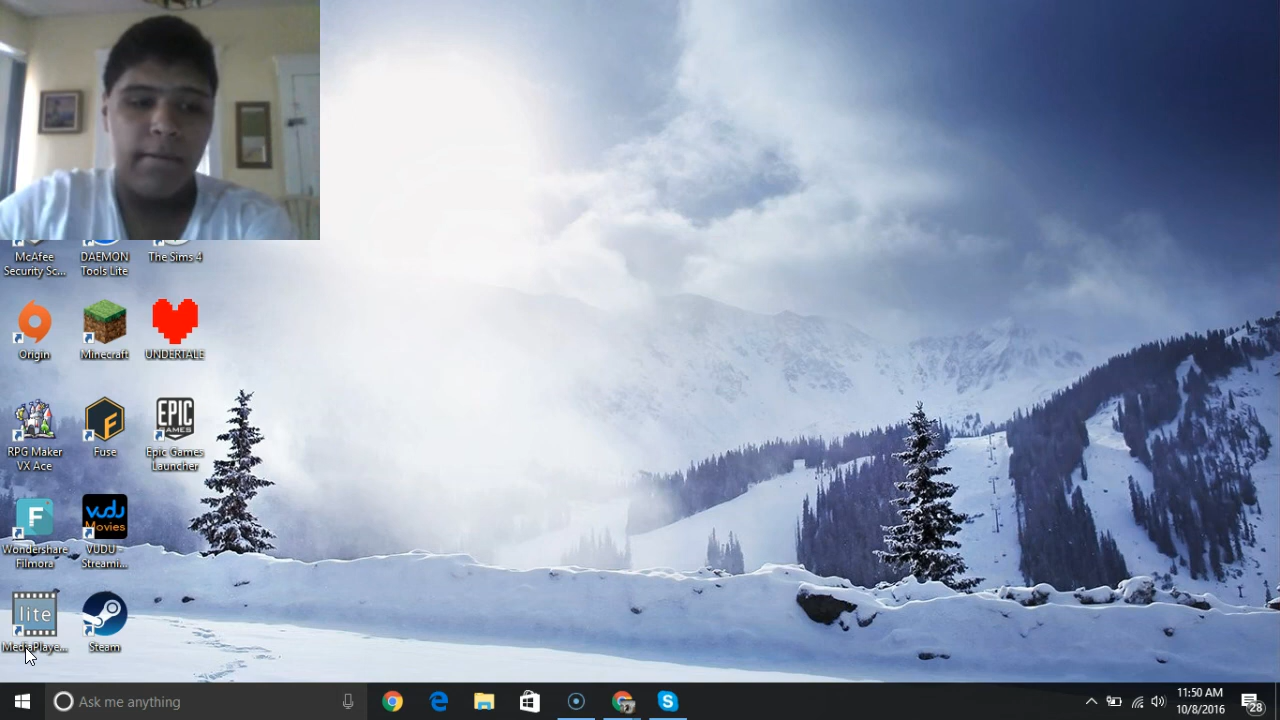 McAfee
Security Sc...
DAEMON
Tools Lite
The Sims 4
Origin
Minecraft
UNDERTALE
RPG Maker
VX Ace
F
Fuse
EPIC
GAMES
Epic Games
Launcher
F
Wondershare
Filmora
vudu
Movies
VUDU -
Streami...
lite
MediaPlaye...
Steam
Ask me anything
11:50 AM
10/8/2016
28